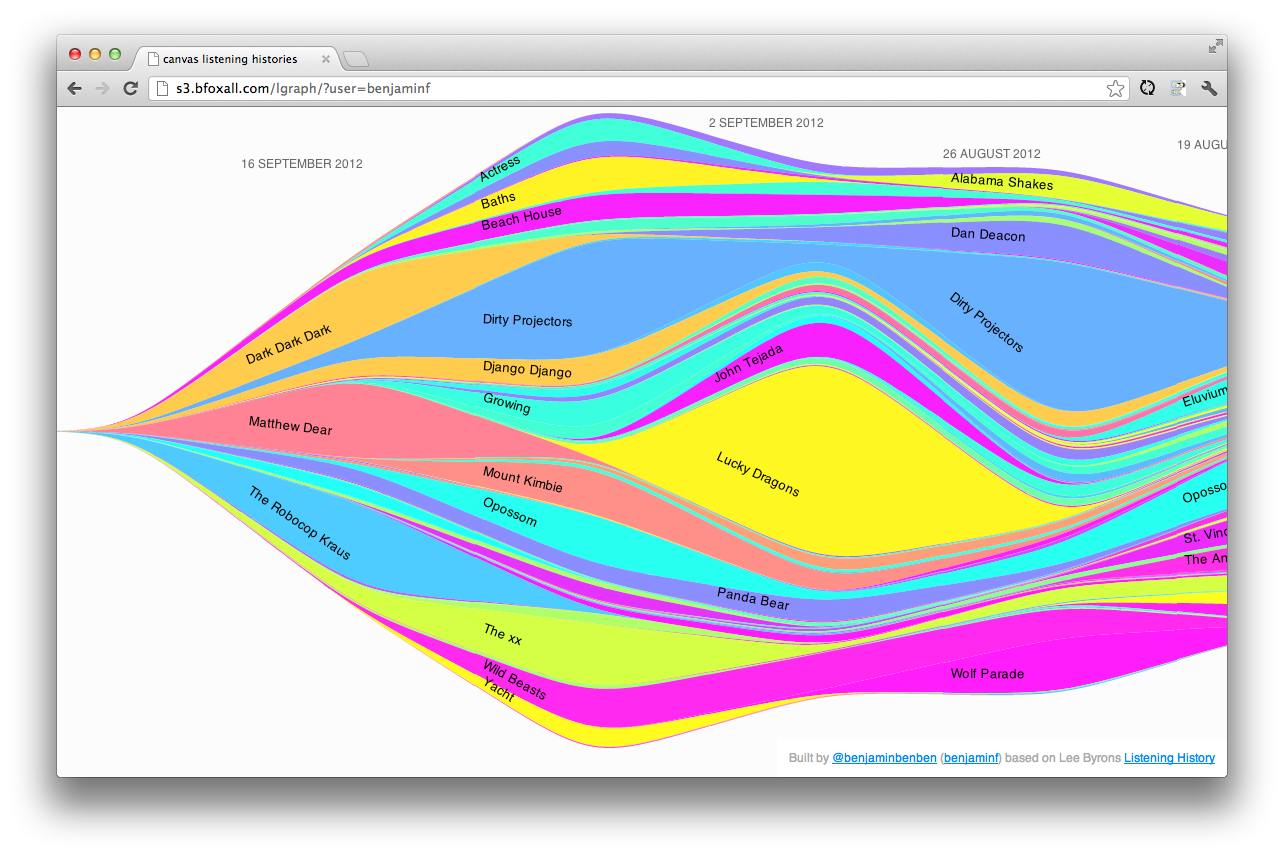 canvas listening histories
s3.bfoxall.com/lgraph/?user=benjaminf
2 SEPTEMBER 2012
16 SEPTEMBER 2012
26 AUGUST 2012
19 AUGU
Actress
Baths
Beach House
Alabama Shakes
Dan Deacon
Dark Dark Dark
Dirty Projectors
Dirty Projectors
Django Django
John Tejada
Growing
Eluvium
Matthew Dear
Mount Kimbie
Lucky Dragons
Opossom
Oposso
The Robocop Kraus
St. Vinc
The An
Panda Bear
The xx
Wild Beasts
Yacht
Wolf Parade
Built by @benjaminbenben (benjaminf) based on Lee Byrons Listening History